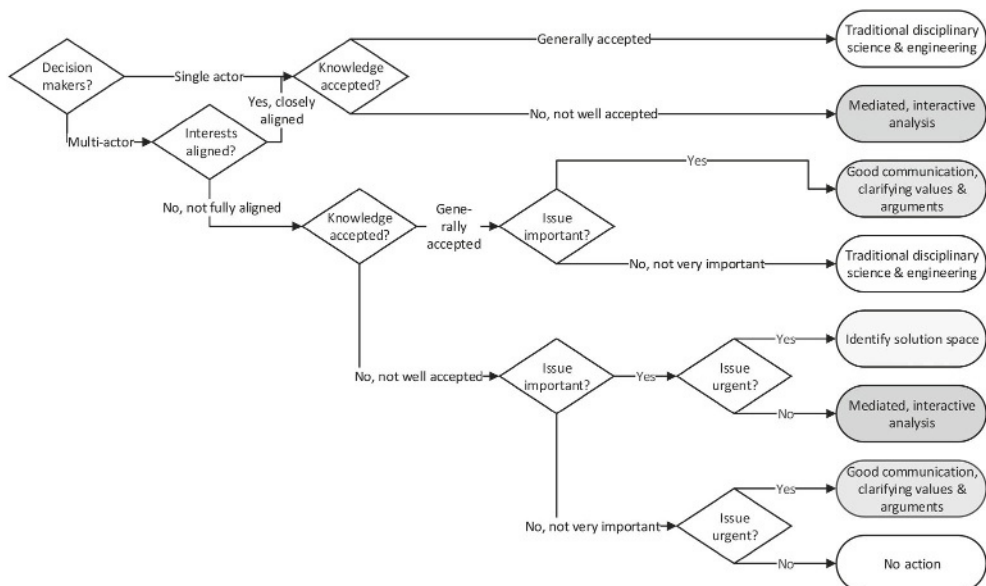 Decision
makers?
Single actor
Multi-actor
Interests
aligned?
Yes, closely
aligned
Knowledge
accepted?
Generally accepted
Traditional disciplinary
science & engineering
No, not well accepted
Mediated, interactive
analysis
No, not fully aligned
Knowledge
accepted?
Gene-
rally
accepted
Issue
important?
Yes
Good communication,
clarifying values &
arguments
No, not very important
Traditional disciplinary
science & engineering
No, not well accepted
Issue
important?
Yes
Issue
urgent?
Yes
Identify solution space
No
Mediated, interactive
analysis
No, not very important
Issue
urgent?
Yes
Good communication,
clarifying values &
arguments
No
No action